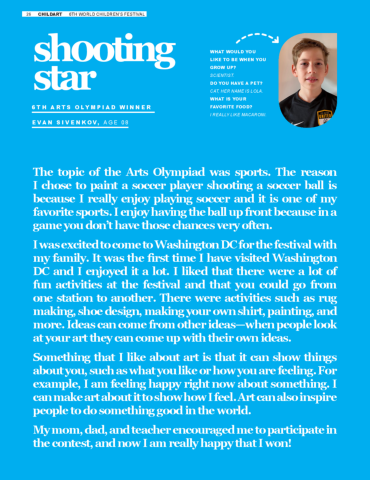 26 CHILDART 6TH WORLD CHILDREN'S FESTIVAL
shooting
star
6TH ARTS OLYMPIAD WINNER
EVAN SIVENKOV, AGE 08
WHAT WOULD YOU
LIKE TO BE WHEN YOU
GROW UP?
SCIENTIST.
DO YOU HAVE A PET?
CAT. HER NAME IS LOLA.
WHAT IS YOUR
FAVORITE FOOD?
I REALLY LIKE MACARONI.
The topic of the Arts Olympiad was sports. The reason
I chose to paint a soccer player shooting a soccer ball is
because I really enjoy playing soccer and it is one of my
favorite sports. I enjoy having the ball up front because in a
game you don't have those chances very often.
I was excited to come to Washington DC for the festival with
my family. It was the first time I have visited Washington
DC and I enjoyed it a lot. I liked that there were a lot of
fun activities at the festival and that you could go from
one station to another. There were activities such as rug
making, shoe design, making your own shirt, painting, and
more. Ideas can come from other ideas—when people look
at your art they can come up with their own ideas.
Something that I like about art is that it can show things
about you, such as what you like or how you are feeling. For
example, I am feeling happy right now about something. I
can make art about it to show how I feel. Art can also inspire
people to do something good in the world.
My mom, dad, and teacher encouraged me to participate in
the contest, and now I am really happy that I won!